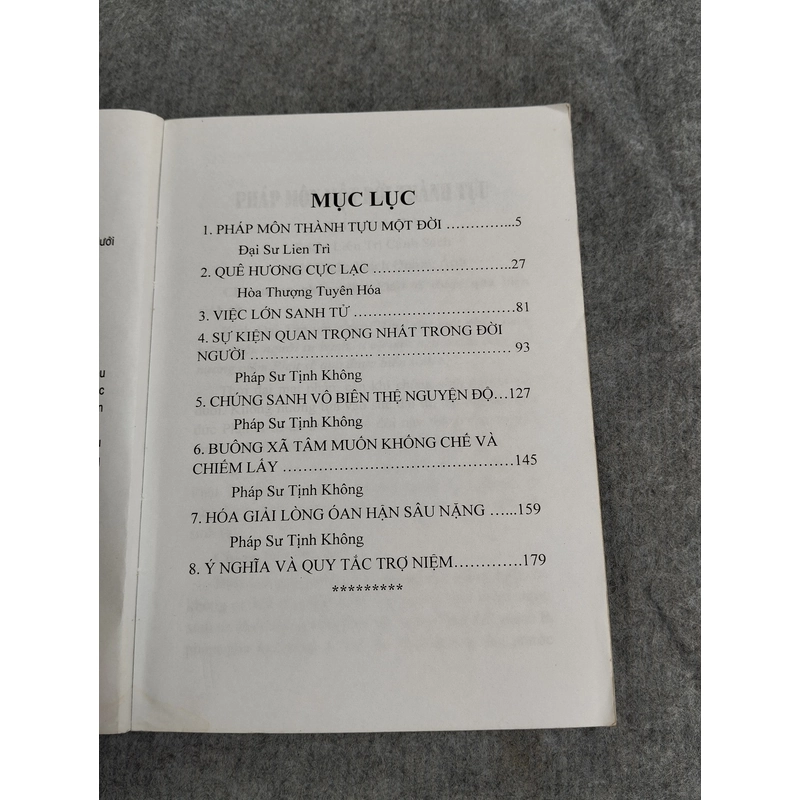 ười
u
c
n
MỤC LỤC
1. PHÁP MÔN THÀNH TỰU MỘT ĐỜI …………...5
Đại Sư Lien Trì
2. QUÊ HƯƠNG CỰC LẠC …………………….27
Hòa Thượng Tuyên Hóa
3. VIỆC LỚN SANH TỬ …………………………81
4. SỰ KIỆN QUAN TRỌNG NHẤT TRONG ĐỜI
NGƯỜI ………………….. …………………… 93
Pháp Sư Tịnh Không
5. CHÚNG SANH VÔ BIÊN THỆ NGUYỆN ĐỘ…127
Pháp Sư Tịnh Không
6. BUÔNG XÃ TÂM MUỐN KHỐNG CHẾ VÀ
CHIẾM LẤY ……………………………………145
Pháp Sư Tịnh Không
7. HÓA GIẢI LÒNG ÓAN HẬN SÂU NẶNG …...159
Pháp Sư Tịnh Không
8. Ý NGHĨA VÀ QUY TẮC TRỢ NIỆM………….179
*********